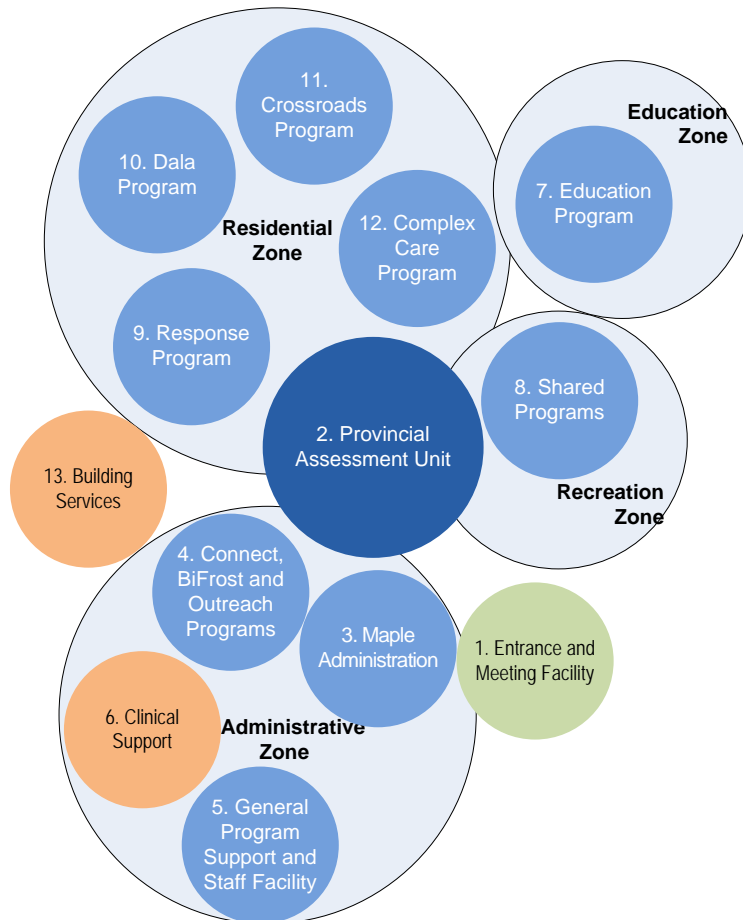 11.
Crossroads
Program
Education
Zone
10. Dala
Program
7. Education
Program
Residential
Zone
12. Complex
Care
Program
9. Response
Program
8. Shared
Programs
2. Provincial
Assessment Unit
13. Building
Services
Recreation
Zone
4. Connect,
BiFrost and
Outreach
Programs
3. Maple
Administration
1. Entrance and
Meeting Facility
6. Clinical
Support
Administrative
Zone
5. General
Program
Support and
Staff Facility